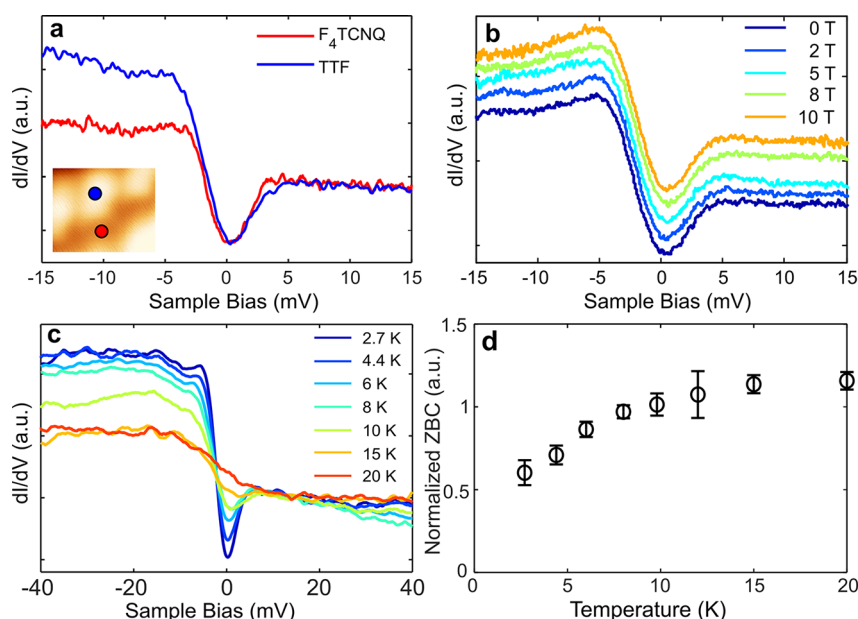 a
F4TCNQ
TTF
dI/dV (a.u.)
-15 -10 -5 0 5 10 15
Sample Bias (mV)
b
0 T
2 T
5 T
8 T
10 T
dI/dV (a.u.)
-15 -10 -5 0 5 10 15
Sample Bias (mV)
c
2.7 K
4.4 K
6 K
8 K
10 K
15 K
20 K
dI/dV (a.u.)
-40 -20 0 20 40
Sample Bias (mV)
d
1.5
1
0.5
0
Normalized ZBC (a.u.)
0 5 10 15 20
Temperature (K)